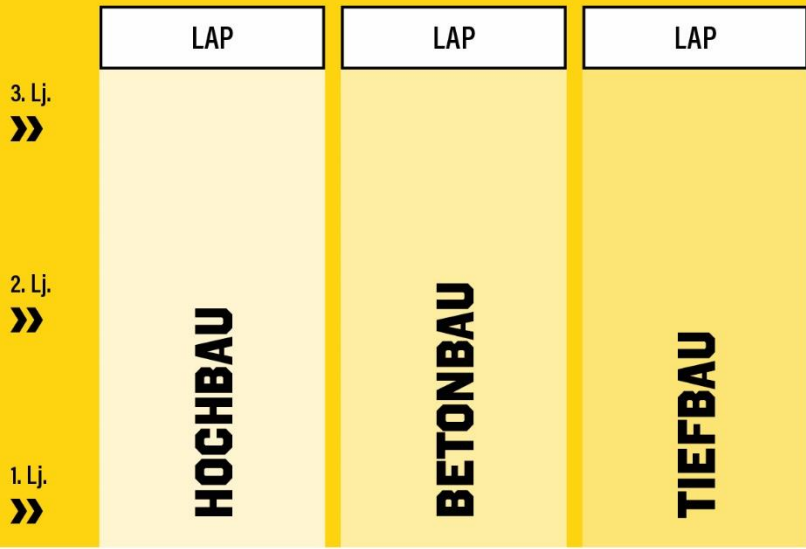 LAP
LAP
LAP
3. Lj.
2. Lj.
1. Lj.
HOCHBAU
BETONBAU
TIEFBAU